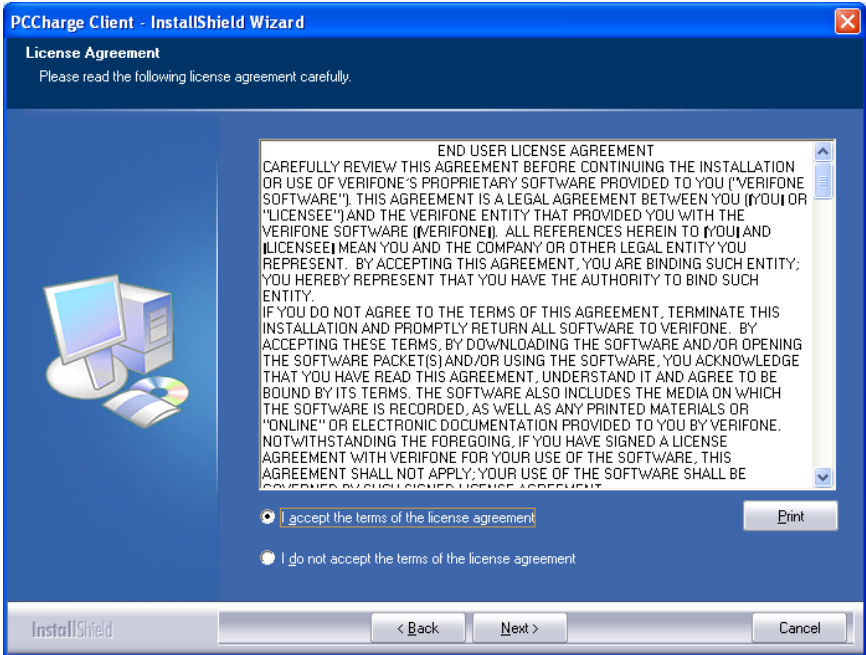 PCCharge Client - InstallShield Wizard
License Agreement
Please read the following license agreement carefully.
END USER LICENSE AGREEMENT
CAREFULLY REVIEW THIS AGREEMENT BEFORE CONTINUING THE INSTALLATION
OR USE OF VERIFONE'S PROPRIETARY SOFTWARE PROVIDED TO YOU ("VERIFONE
SOFTWARE"). THIS AGREEMENT IS A LEGAL AGREEMENT BETWEEN YOU (|YOU| OR
"LICENSEE") AND THE VERIFONE ENTITY THAT PROVIDED YOU WITH THE
VERIFONE SOFTWARE (|VERIFONE|). ALL REFERENCES HEREIN TO |YOU| AND
|LICENSEE| MEAN YOU AND THE COMPANY OR OTHER LEGAL ENTITY YOU
REPRESENT. BY ACCEPTING THIS AGREEMENT, YOU ARE BINDING SUCH ENTITY;
YOU HEREBY REPRESENT THAT YOU HAVE THE AUTHORITY TO BIND SUCH
ENTITY.
IF YOU DO NOT AGREE TO THE TERMS OF THIS AGREEMENT, TERMINATE THIS
INSTALLATION AND PROMPTLY RETURN ALL SOFTWARE TO VERIFONE. BY
ACCEPTING THESE TERMS, BY DOWNLOADING THE SOFTWARE AND/OR OPENING
THE SOFTWARE PACKET(S) AND/OR USING THE SOFTWARE, YOU ACKNOWLEDGE
THAT YOU HAVE READ THIS AGREEMENT, UNDERSTAND IT AND AGREE TO BE
BOUND BY ITS TERMS. THE SOFTWARE ALSO INCLUDES THE MEDIA ON WHICH
THE SOFTWARE IS RECORDED, AS WELL AS ANY PRINTED MATERIALS OR
"ONLINE" OR ELECTRONIC DOCUMENTATION PROVIDED TO YOU BY VERIFONE.
NOTWITHSTANDING THE FOREGOING, IF YOU HAVE SIGNED A LICENSE
AGREEMENT WITH VERIFONE FOR YOUR USE OF THE SOFTWARE, THIS
AGREEMENT SHALL NOT APPLY; YOUR USE OF THE SOFTWARE SHALL BE
GOVERNED BY SUCH SIGNED LICENSE AGREEMENT
I accept the terms of the license agreement
Print
I do not accept the terms of the license agreement
InstallShield
< Back
Next >
Cancel